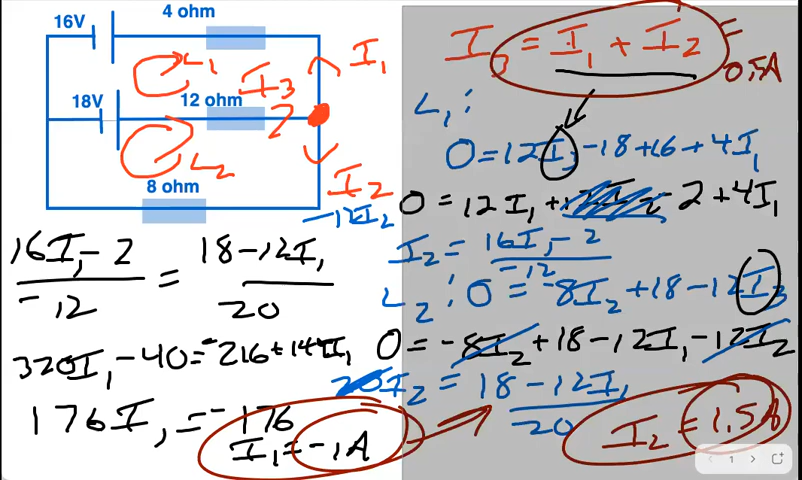 16V
4 ohm
I₁
L₁
I₃
18V
12 ohm
L₂
I₂
8 ohm
I₃ = I₁ + I₂ = 0,5A
L₁:
0 = 12I₃ - 18 + 16 + 4I₁
0 = 12I₁ - 2 + 4I₁
-12I₂
I₂ = 16I₁ - 2 / -12
L₂: 0 = -8I₂ + 18 - 12I₃
0 = -8I₂ + 18 - 12I₁ - 12I₂
20I₂ = 18 - 12I₁ / 20
I₂ = 1.5A
16I₁ - 2 / -12 = 18 - 12I₁ / 20
320I₁ - 40 = -216 + 144I₁
176I₁ = -176
I₁ = -1A
1